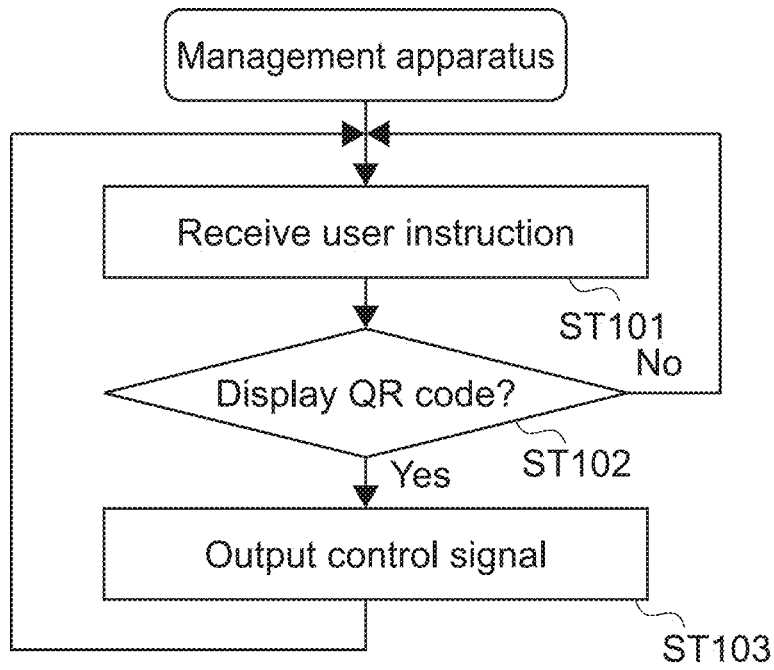 Management apparatus
Receive user instruction
ST101
Display QR code?
No
ST102
Yes
Output control signal
ST103